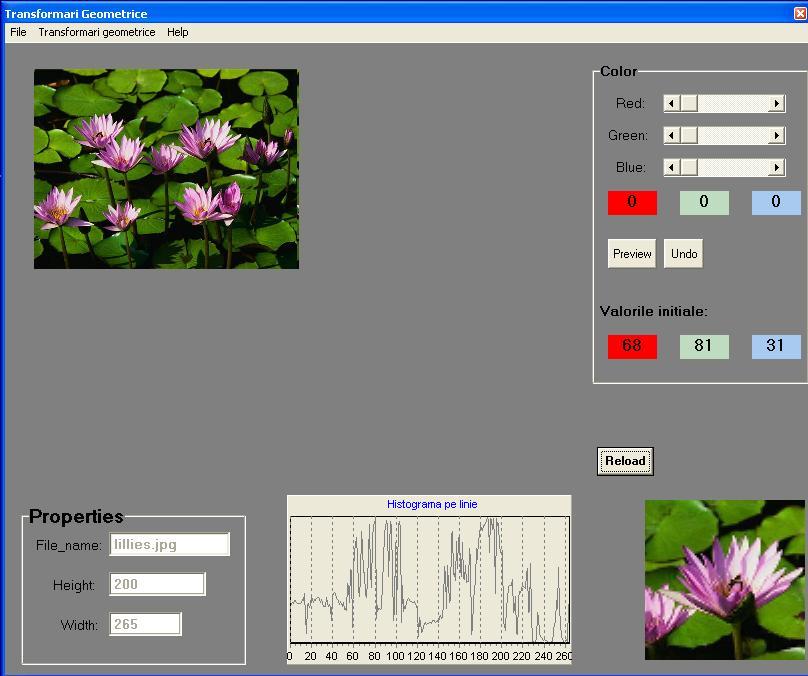 Transformari Geometrice
File Transformari geometrice Help
Color
Red:
Green:
Blue:
0 0 0
Preview Undo
Valorile initiale:
68 81 31
Reload
Properties
File_name: lillies.jpg
Height: 200
Width: 265
Histograma pe linie
0 20 40 60 80 100 120 140 160 180 200 220 240 260